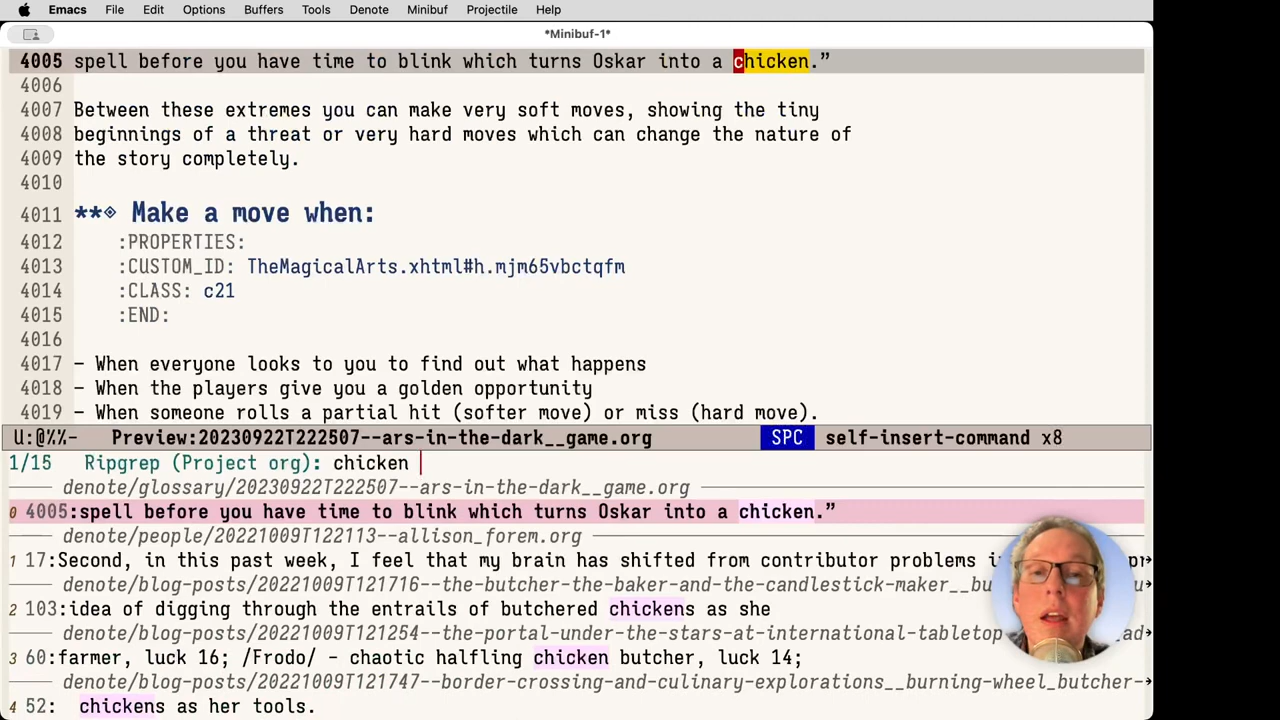 Emacs File Edit Options Buffers Tools Denote Minibuf Projectile Help
*Minibuf-1*
4005 spell before you have time to blink which turns Oskar into a chicken.”
4006
4007 Between these extremes you can make very soft moves, showing the tiny
4008 beginnings of a threat or very hard moves which can change the nature of
4009 the story completely.
4010
4011 **◈ Make a move when:
4012 :PROPERTIES:
4013 :CUSTOM_ID: TheMagicalArts.xhtml#h.mjm65vbctqfm
4014 :CLASS: c21
4015 :END:
4016
4017 – When everyone looks to you to find out what happens
4018 – When the players give you a golden opportunity
4019 – When someone rolls a partial hit (softer move) or miss (hard move).
U:@%%- Preview:20230922T222507--ars-in-the-dark__game.org SPC self-insert-command x8
1/15 Ripgrep (Project org): chicken
denote/glossary/20230922T222507--ars-in-the-dark__game.org
0 4005:spell before you have time to blink which turns Oskar into a chicken.”
denote/people/20221009T122113--allison_forem.org
1 17:Second, in this past week, I feel that my brain has shifted from contributor problems
denote/blog-posts/20221009T121716--the-butcher-the-baker-and-the-candlestick-maker__bu
2 103:idea of digging through the entrails of butchered chickens as she
denote/blog-posts/20221009T121254--the-portal-under-the-stars-at-international-tabletop-
3 60:farmer, luck 16; /Frodo/ - chaotic halfling chicken butcher, luck 14;
denote/blog-posts/20221009T121747--border-crossing-and-culinary-explorations__burning-wheel_butcher-
4 52: chickens as her tools.